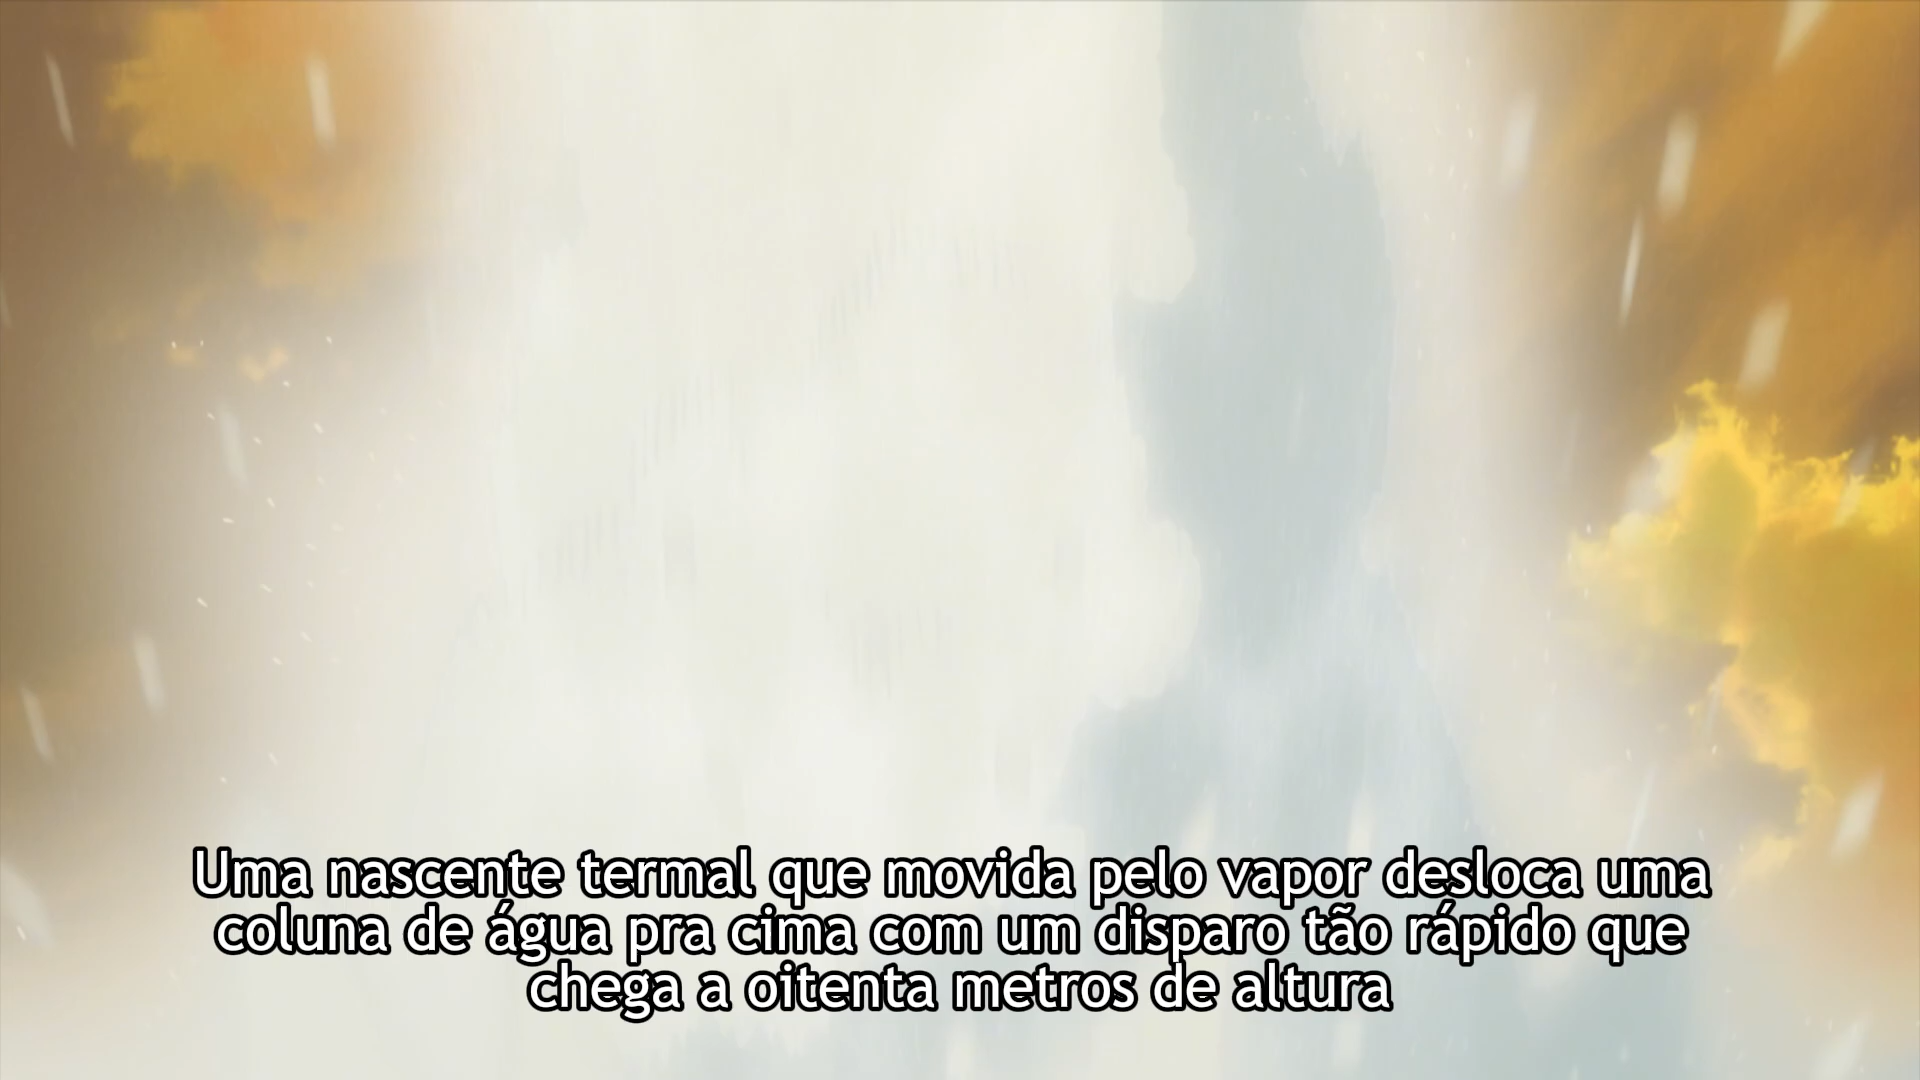 Uma nascente termal que movida pelo vapor desloca uma
coluna de água pra cima com um disparo tão rápido que
chega a oitenta metros de altura